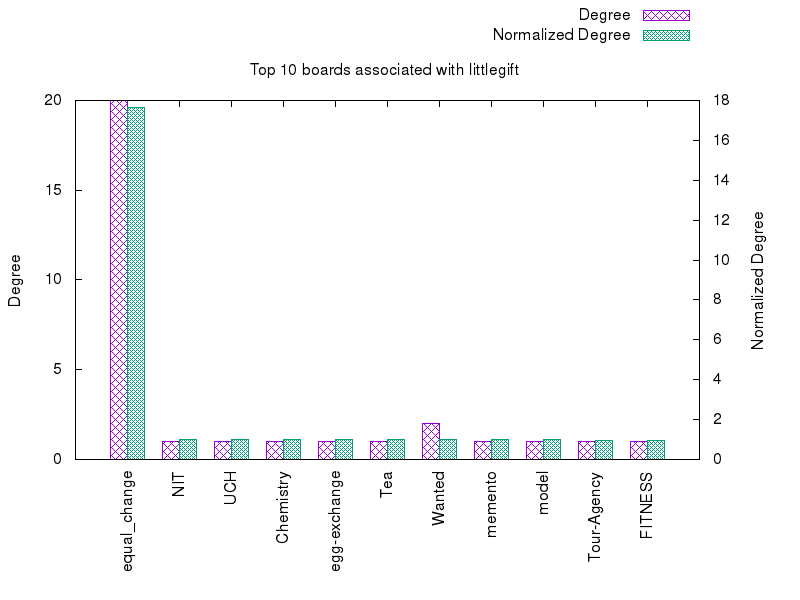 Degree
Normalized Degree
Top 10 boards associated with littlegift
20
18
16
15
14
12
10
10
8
6
5
4
2
0
0
Degree
Normalized Degree
equal_change
NIT
UCH
Chemistry
egg-exchange
Tea
Wanted
memento
model
Tour-Agency
FITNESS